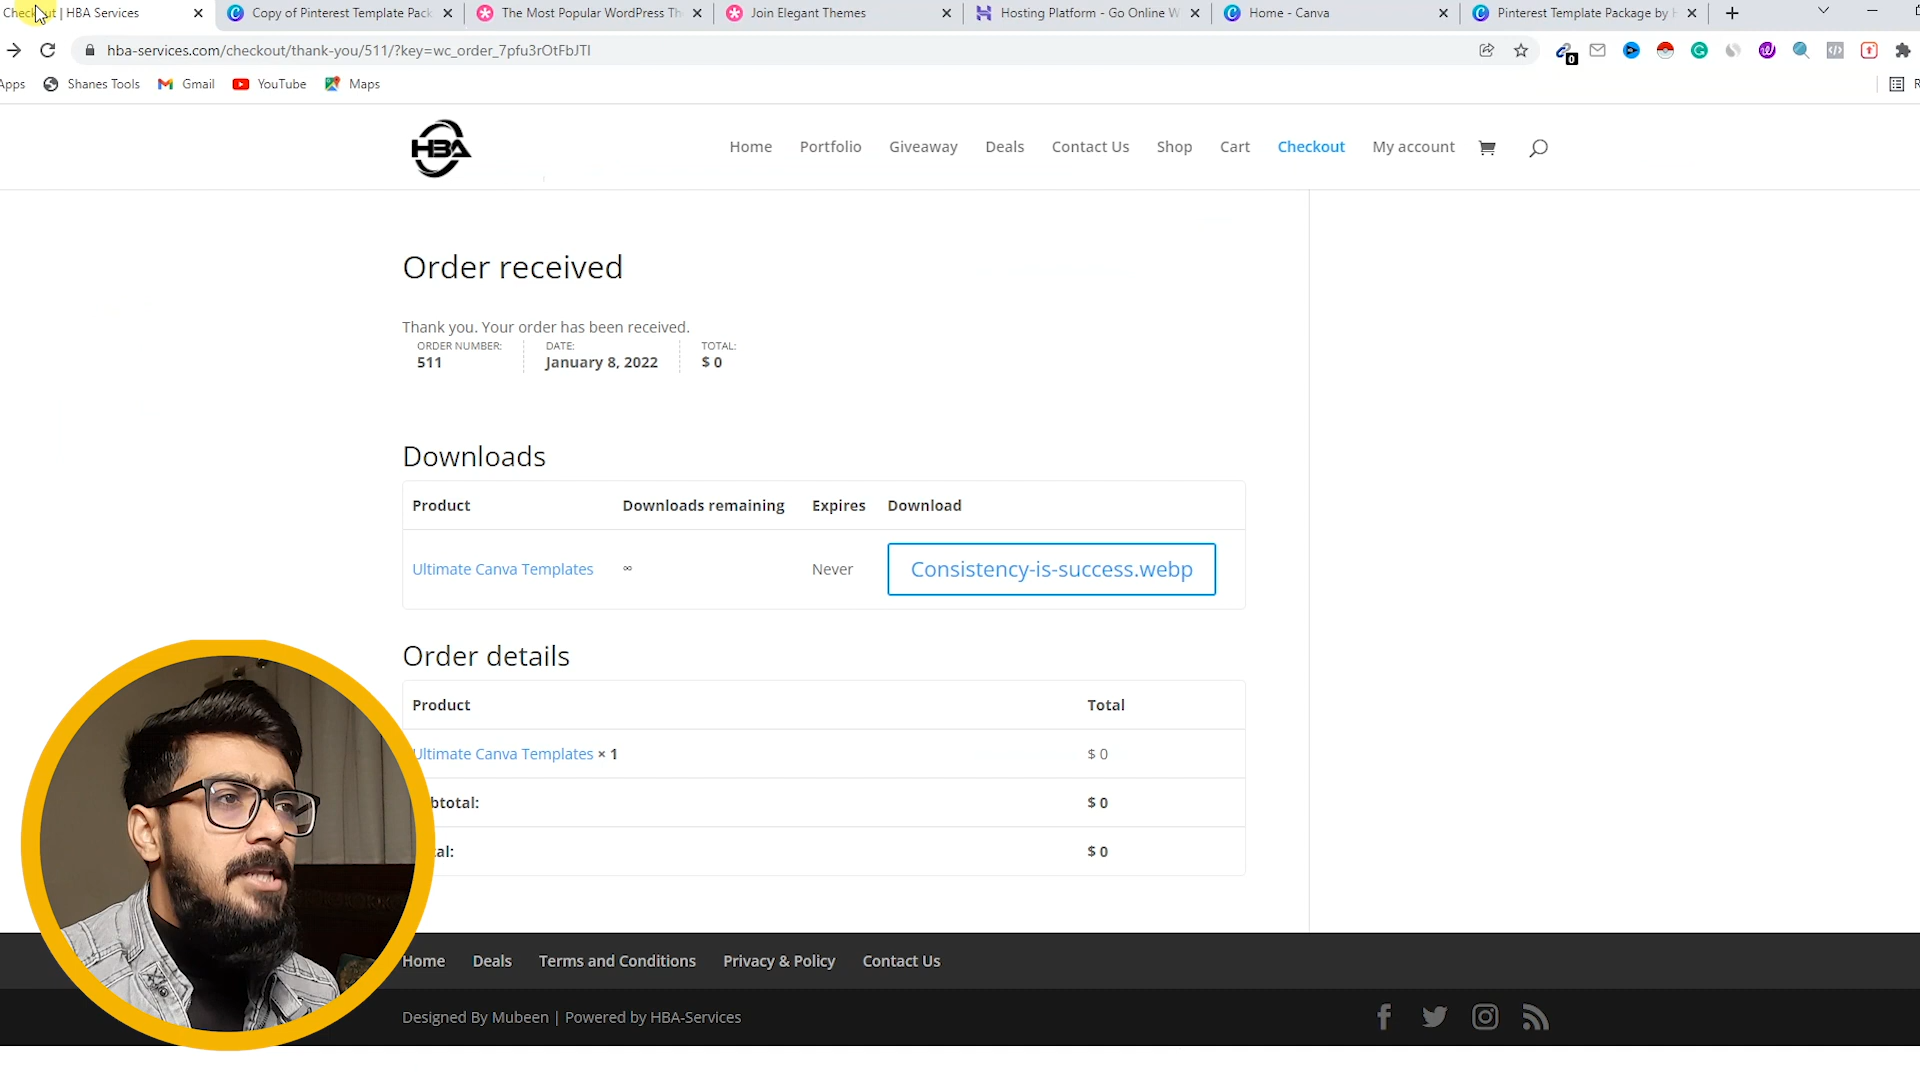 Checkout | HBA Services
Copy of Pinterest Template Pack
The Most Popular WordPress Th
Join Elegant Themes
Hosting Platform - Go Online W
Home - Canva
Pinterest Template Package by
hba-services.com/checkout/thank-you/511/?key=wc_order_7pfu3rOtFbJTI
0
Apps
Shanes Tools
Gmail
YouTube
Maps
R
HBA
Home
Portfolio
Giveaway
Deals
Contact Us
Shop
Cart
Checkout
My account
Order received
Thank you. Your order has been received.
ORDER NUMBER: DATE: TOTAL:
511 January 8, 2022 $ 0
Downloads
Product Downloads remaining Expires Download
Ultimate Canva Templates ∞ Never Consistency-is-success.webp
Order details
Product Total
Ultimate Canva Templates × 1 $ 0
btotal: $ 0
tal: $ 0
Home Deals Terms and Conditions Privacy & Policy Contact Us
Designed By Mubeen | Powered by HBA-Services